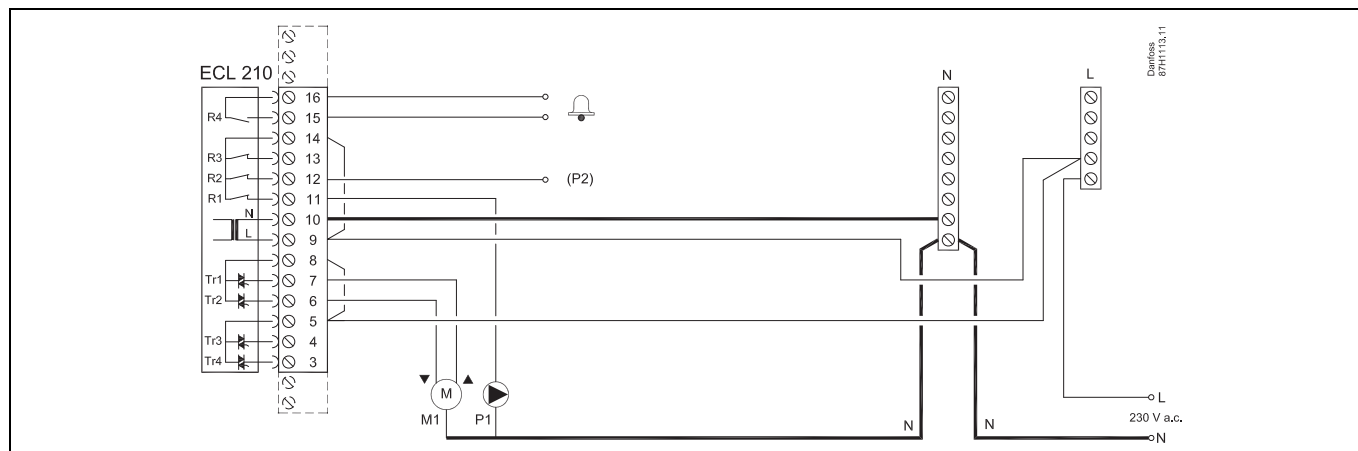 ECL 210
N
L
Danfoss
87H1113.11
R4
16
15
14
R3
13
R2
12
(P2)
R1
11
N
10
L
9
8
Tr1
7
Tr2
6
5
Tr3
4
Tr4
3
M
M1
P1
N
N
L
230 V a.c.
N